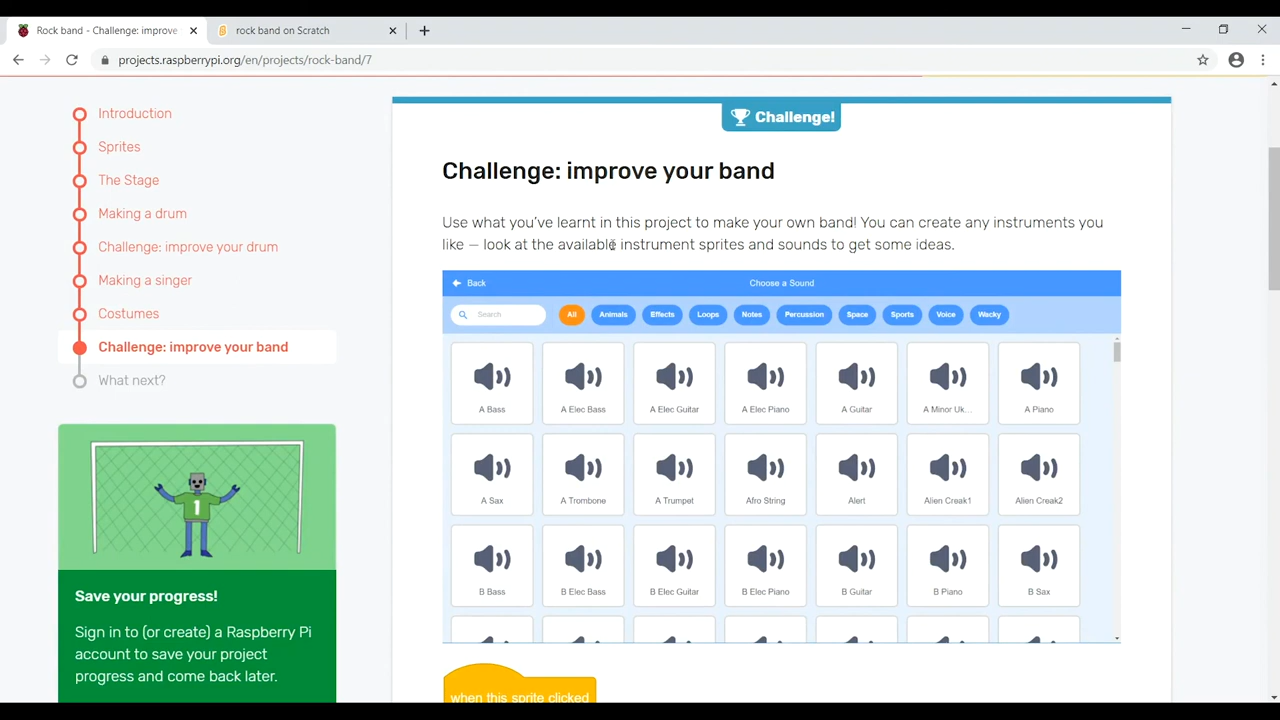 Rock band - Challenge: improve
rock band on Scratch
projects.raspberrypi.org/en/projects/rock-band/7
Introduction
Sprites
The Stage
Making a drum
Challenge: improve your drum
Making a singer
Costumes
Challenge: improve your band
What next?
1
Save your progress!
Sign in to (or create) a Raspberry Pi
account to save your project
progress and come back later.
Challenge!
Challenge: improve your band
Use what you've learnt in this project to make your own band! You can create any instruments you
like – look at the available instrument sprites and sounds to get some ideas.
Back Choose a Sound
Search All Animals Effects Loops Notes Percussion Space Sports Voice Wacky
A Bass A Elec Bass A Elec Guitar A Elec Piano A Guitar A Minor Uk... A Piano
A Sax A Trombone A Trumpet Afro String Alert Alien Creak1 Alien Creak2
B Bass B Elec Bass B Elec Guitar B Elec Piano B Guitar B Piano B Sax
when this sprite clicked